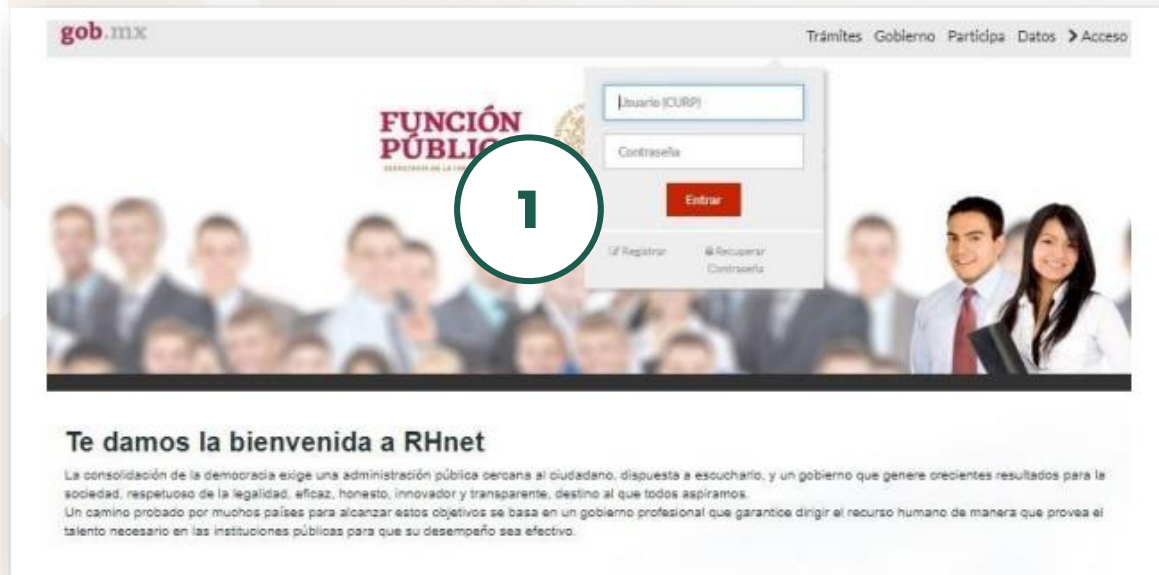 gob.mx
Trámites Gobierno Participa Datos Acceso
FUNCIÓN
PÚBLIC
Usuario (CURP)
Contraseña
Entrar
Registrar
Recuperar
Contraseña
1
Te damos la bienvenida a RHnet
La consolidación de la democracia exige una administración pública cercana al ciudadano, dispuesta a escucharlo, y un gobierno que genere crecientes resultados para la
sociedad, respetuoso de la legalidad, eficaz, honesto, innovador y transparente, destino al que todos aspiramos.
Un camino probado por muchos países para alcanzar estos objetivos se basa en un gobierno profesional que garantice dirigir el recurso humano de manera que provea el
talento necesario en las instituciones públicas para que su desempeño sea efectivo.